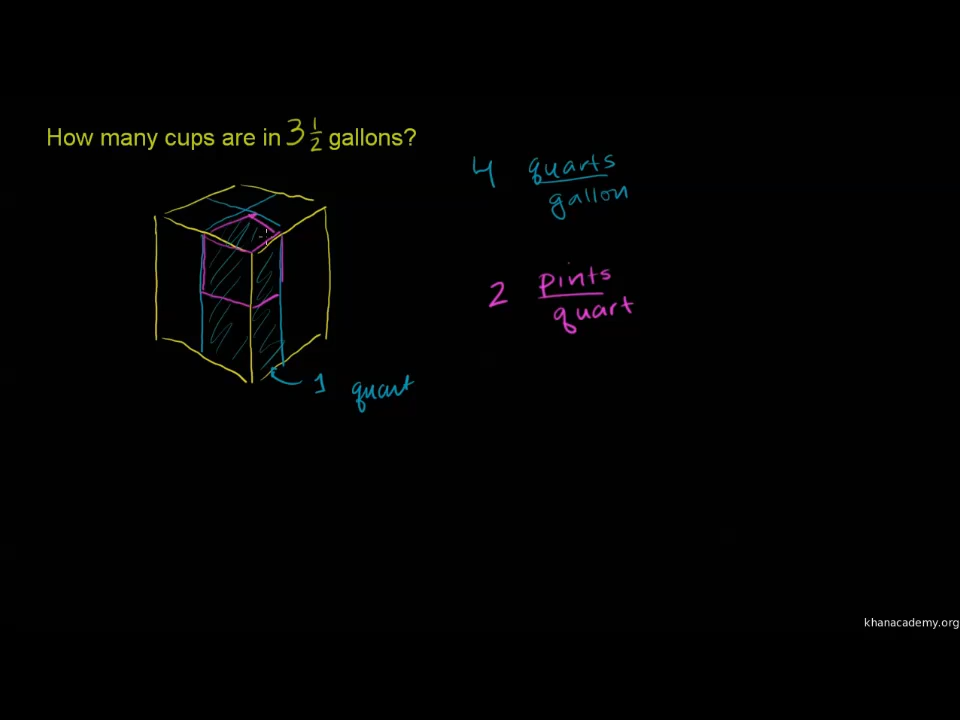 How many cups are in 3 1/2 gallons?
4 quarts/gallon
2 pints/quart
1 quart
khanacademy.org